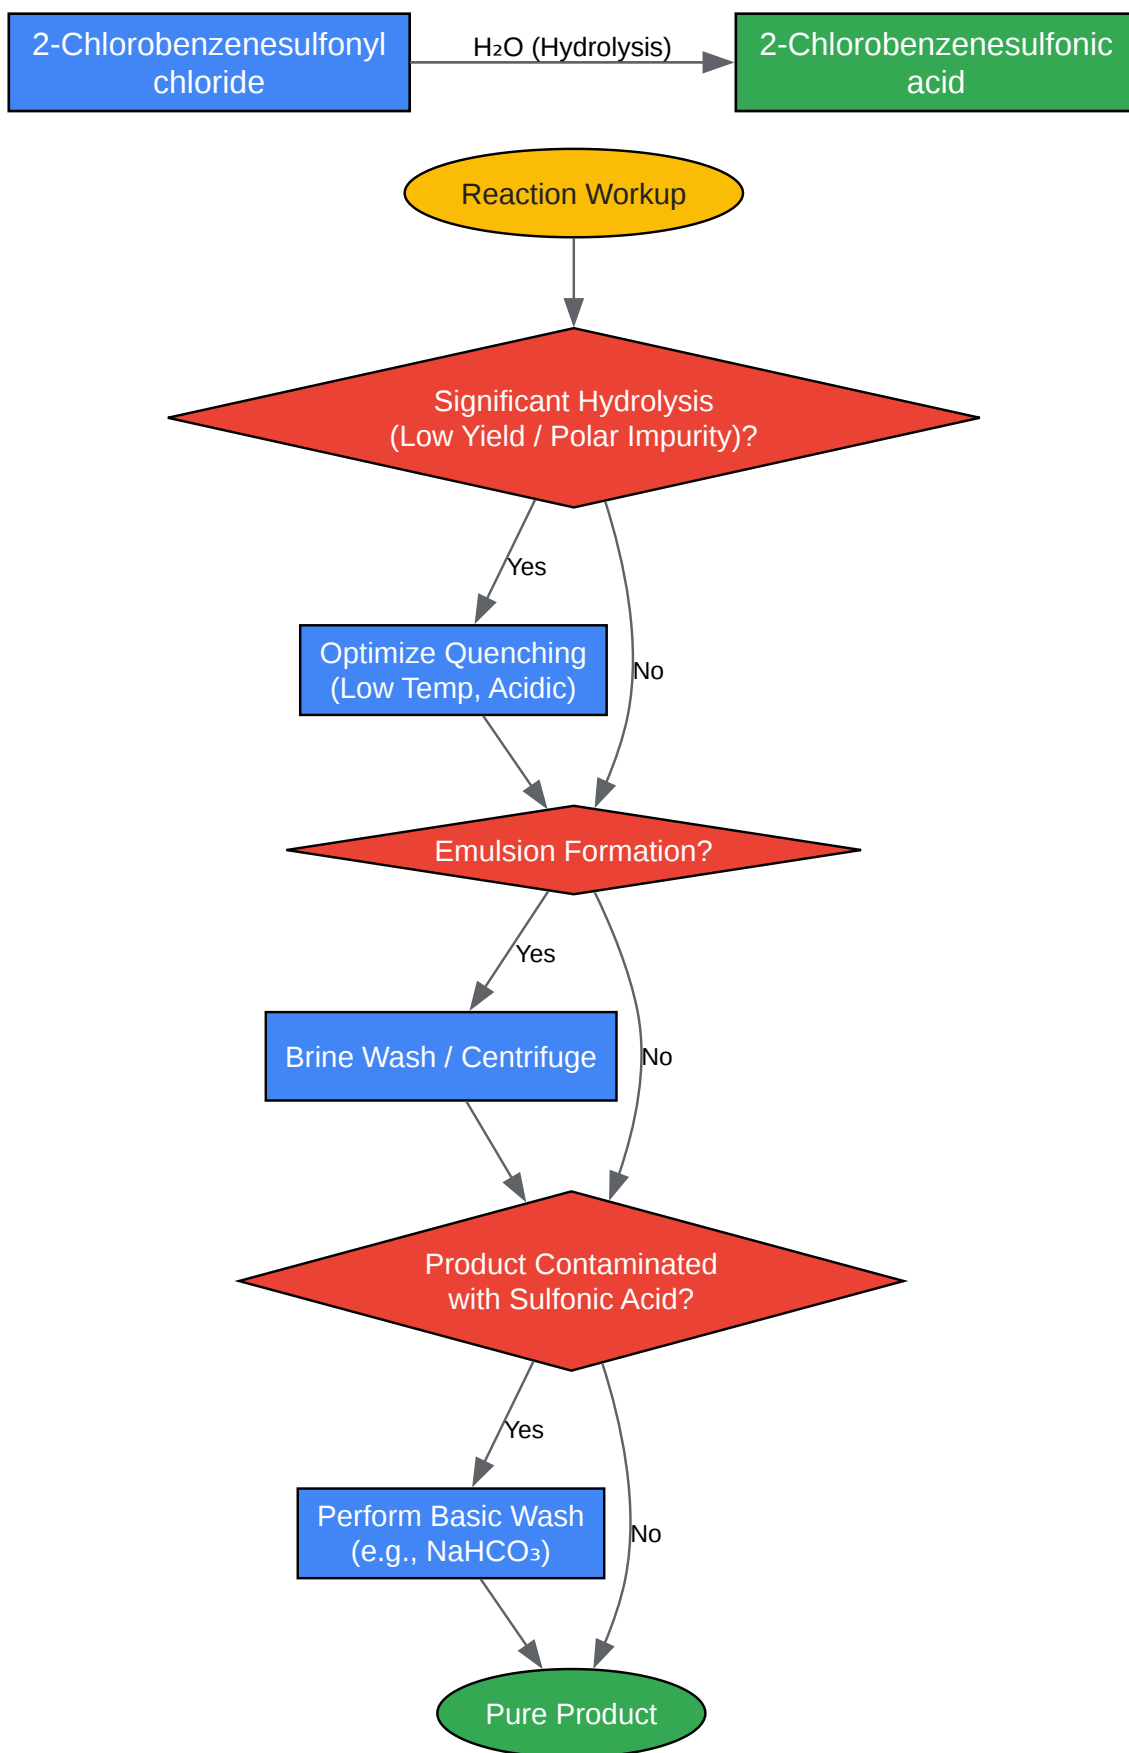 2-Chlorobenzenesulfonyl
chloride
H₂O (Hydrolysis)
2-Chlorobenzenesulfonic
acid
Reaction Workup
Significant Hydrolysis
(Low Yield / Polar Impurity)?
Yes
Optimize Quenching
(Low Temp, Acidic)
No
Emulsion Formation?
Yes
Brine Wash / Centrifuge
No
Product Contaminated
with Sulfonic Acid?
Yes
Perform Basic Wash
(e.g., NaHCO₃)
No
Pure Product